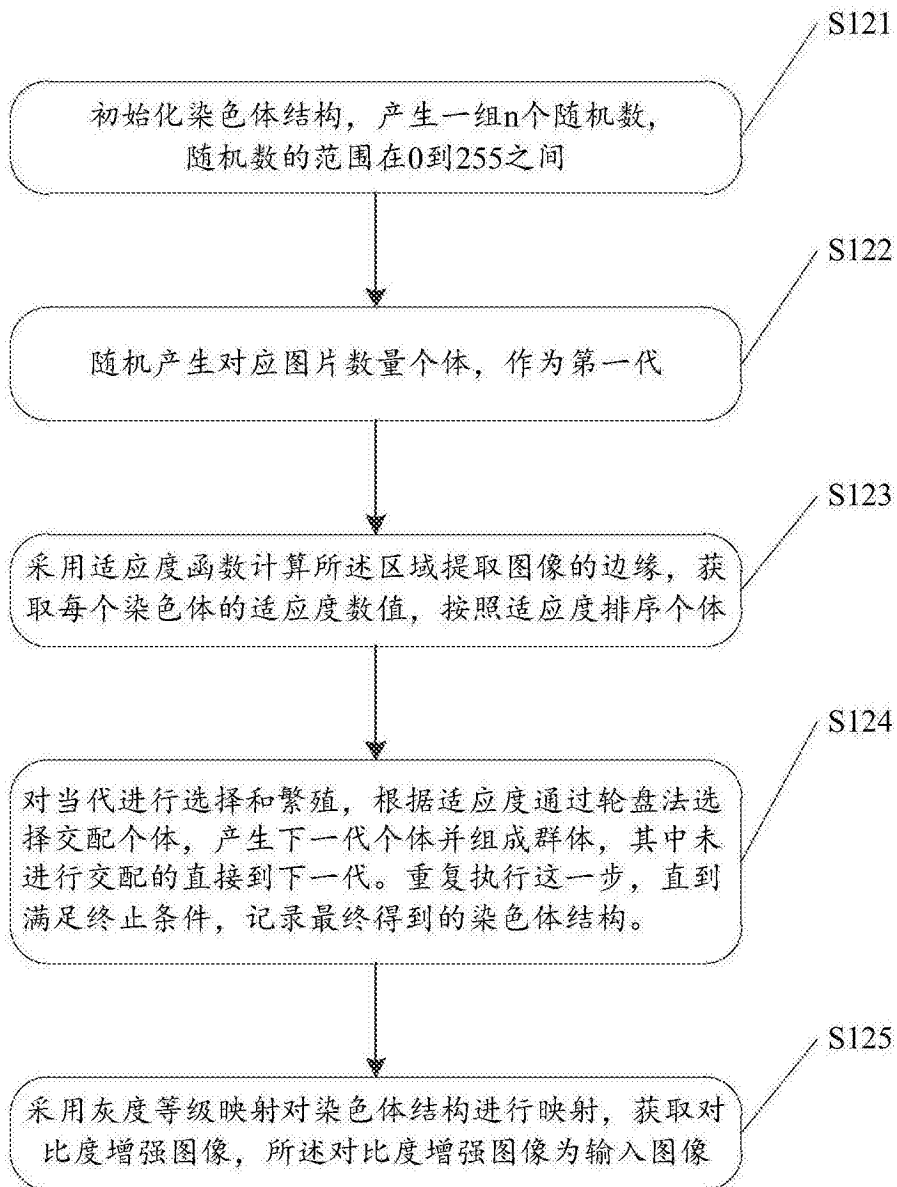 S121
初始化染色体结构，产生一组n个随机数，
随机数的范围在0到255之间
S122
随机产生对应图片数量个体，作为第一代
S123
采用适应度函数计算所述区域提取图像的边缘，获
取每个染色体的适应度数值，按照适应度排序个体
S124
对当代进行选择和繁殖，根据适应度通过轮盘法选
择交配个体，产生下一代个体并组成群体，其中未
进行交配的直接到下一代。重复执行这一步，直到
满足终止条件，记录最终得到的染色体结构。
S125
采用灰度等级映射对染色体结构进行映射，获取对
比度增强图像，所述对比度增强图像为输入图像